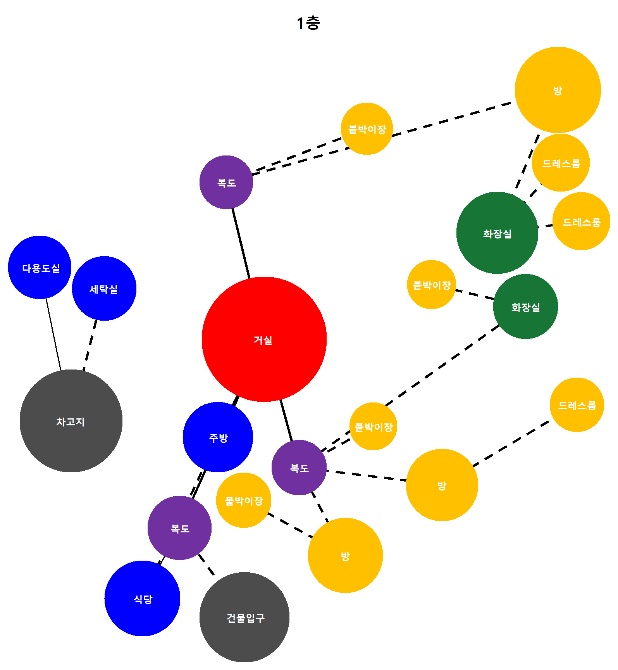 1층
방
붙박이장
드레스룸
복도
드레스룸
화장실
다용도실
세탁실
붙박이장
화장실
거실
드레스룸
차고지
붙박이장
주방
복도
방
붙박이장
복도
방
식당
건물입구